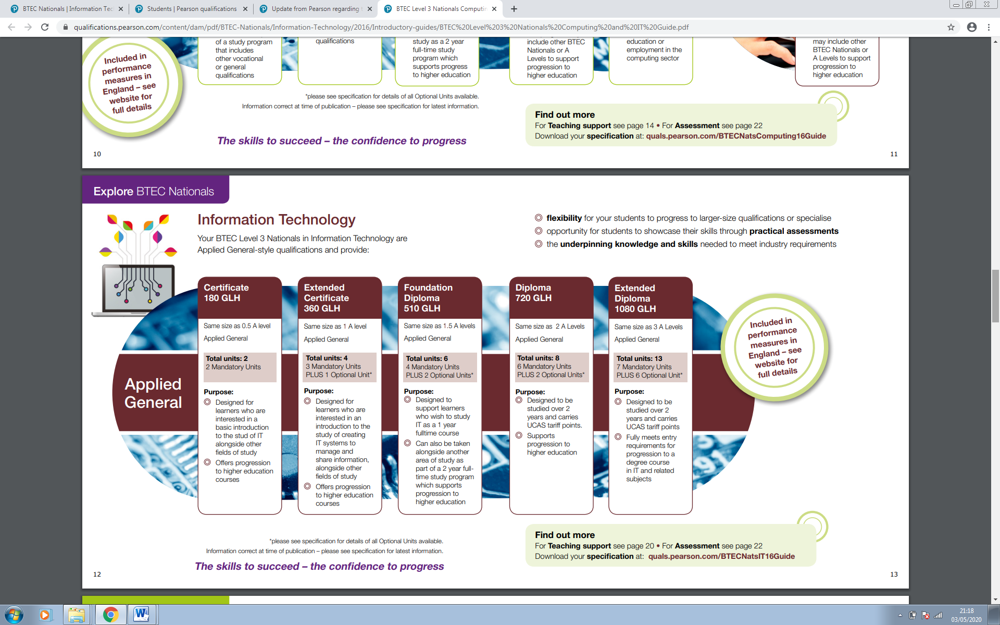 BTEC Nationals | Information Tec
Students | Pearson qualifications
Update from Pearson regarding t
BTEC Level 3 Nationals Computin
qualifications.pearson.com/content/dam/pdf/BTEC-Nationals/Information-Technology/2016/Introductory-guides/BTEC%20Level%203%20Nationals%20Computing%20and%20IT%20Guide.pdf
Included in
performance
measures in
England – see
website for
full details
of a study program
that includes
other vocational
or general
qualifications
qualifications
study as a 2 year
full-time study
program which
supports progress
to higher education
include other BTEC
Nationals or A
Levels to support
progression to
higher education
education or
employment in the
computing sector
may include other
BTEC Nationals or
A Levels to support
progression to
higher education
*please see specification for details of all Optional Units available.
Information correct at time of publication – please see specification for latest information.
The skills to succeed – the confidence to progress
Find out more
For Teaching support see page 14 • For Assessment see page 22
Download your specification at: quals.pearson.com/BTECNatsComputing16Guide
10
11
Explore BTEC Nationals
Information Technology
Your BTEC Level 3 Nationals in Information Technology are
Applied General-style qualifications and provide:
flexibility for your students to progress to larger-size qualifications or specialise
opportunity for students to showcase their skills through practical assessments
the underpinning knowledge and skills needed to meet industry requirements
Applied
General
Certificate
180 GLH
Same size as 0.5 A level
Applied General
Total units: 2
2 Mandatory Units
Purpose:
Designed for
learners who are
interested in a
basic introduction
to the stud of IT
alongside other
fields of study
Offers progression
to higher education
courses
Extended
Certificate
360 GLH
Same size as 1 A level
Applied General
Total units: 4
3 Mandatory Units
PLUS 1 Optional Unit*
Purpose:
Designed for
learners who are
interested in an
introduction to the
study of creating
IT systems to
manage and
share information,
alongside other
fields of study
Offers progression
to higher education
courses
Foundation
Diploma
510 GLH
Same size as 1.5 A levels
Applied General
Total units: 6
4 Mandatory Units
PLUS 2 Optional Units*
Purpose:
Designed to
support learners
who wish to study
IT as a 1 year
fulltime course
Can also be taken
alongside another
area of study as
part of a 2 year full-
time study program
which supports
progression to
higher education
Diploma
720 GLH
Same size as 2 A Levels
Applied General
Total units: 8
6 Mandatory Units
PLUS 2 Optional Units*
Purpose:
Designed to be
studied over 2
years and carries
UCAS tariff points.
Supports
progression to
higher education
Extended
Diploma
1080 GLH
Same size as 3 A Levels
Applied General
Total units: 13
7 Mandatory Units
PLUS 6 Optional Unit*
Purpose:
Designed to be
studied over 2
years and carries
UCAS tariff points
Fully meets entry
requirements for
progression to a
degree course
in IT and related
subjects
Included in
performance
measures in
England – see
website for
full details
*please see specification for details of all Optional Units available.
Information correct at time of publication – please see specification for latest information.
The skills to succeed – the confidence to progress
Find out more
For Teaching support see page 20 • For Assessment see page 22
Download your specification at: quals.pearson.com/BTECNatsIT16Guide
12
13
21:18
03/05/2020